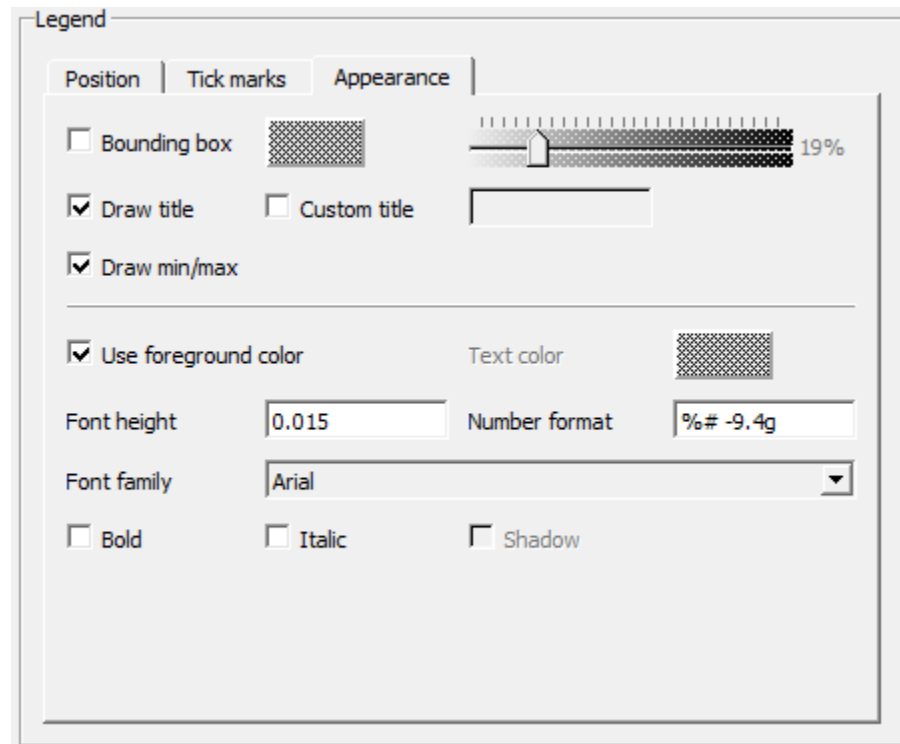 Legend
Position Tick marks Appearance
Bounding box 19%
Draw title Custom title
Draw min/max
Use foreground color Text color
Font height 0.015 Number format %# -9.4g
Font family Arial
Bold Italic Shadow